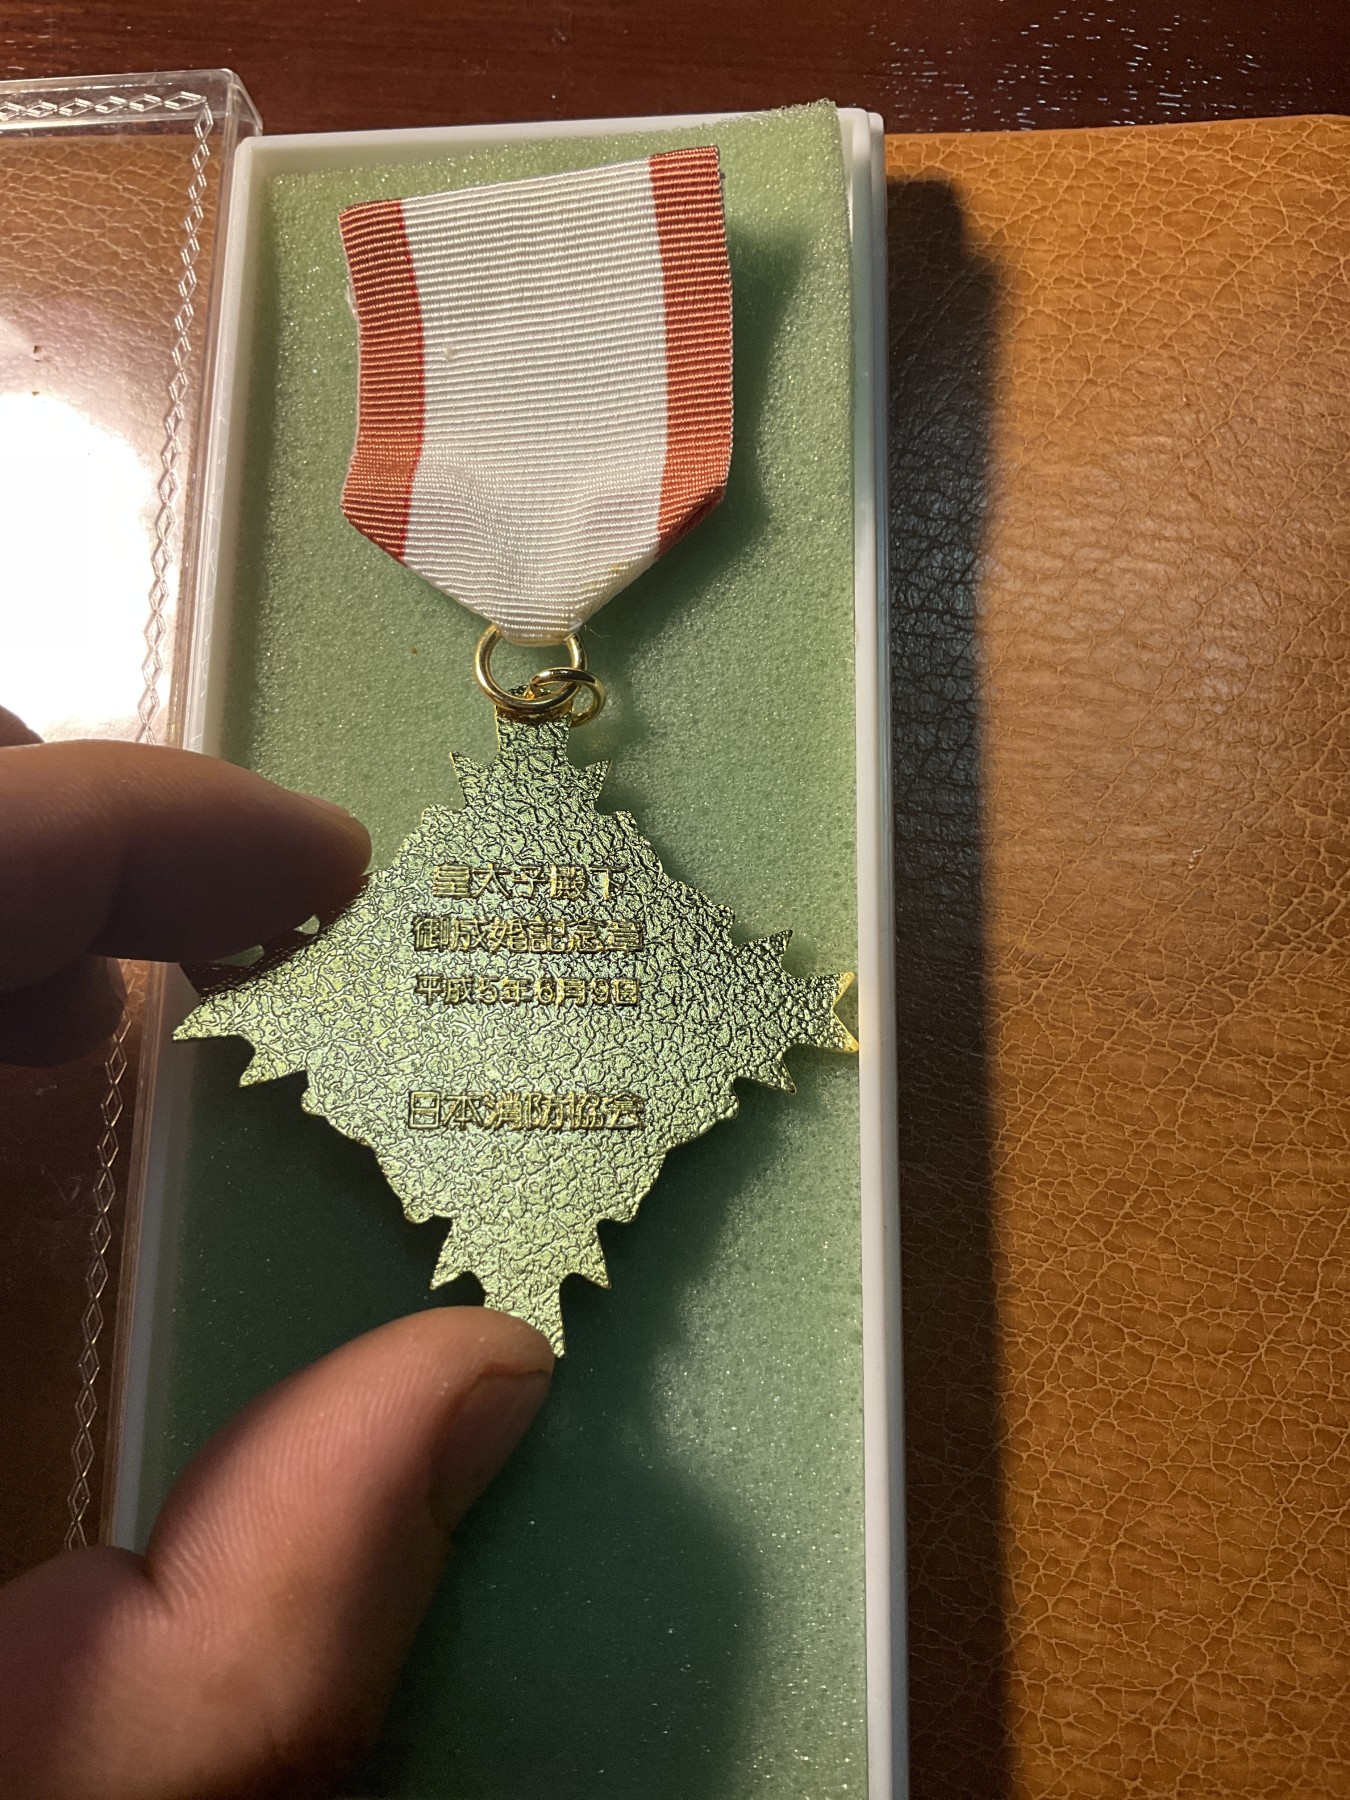 皇太子殿下
御成婚記念章
平成5年6月9日
日本消防協会